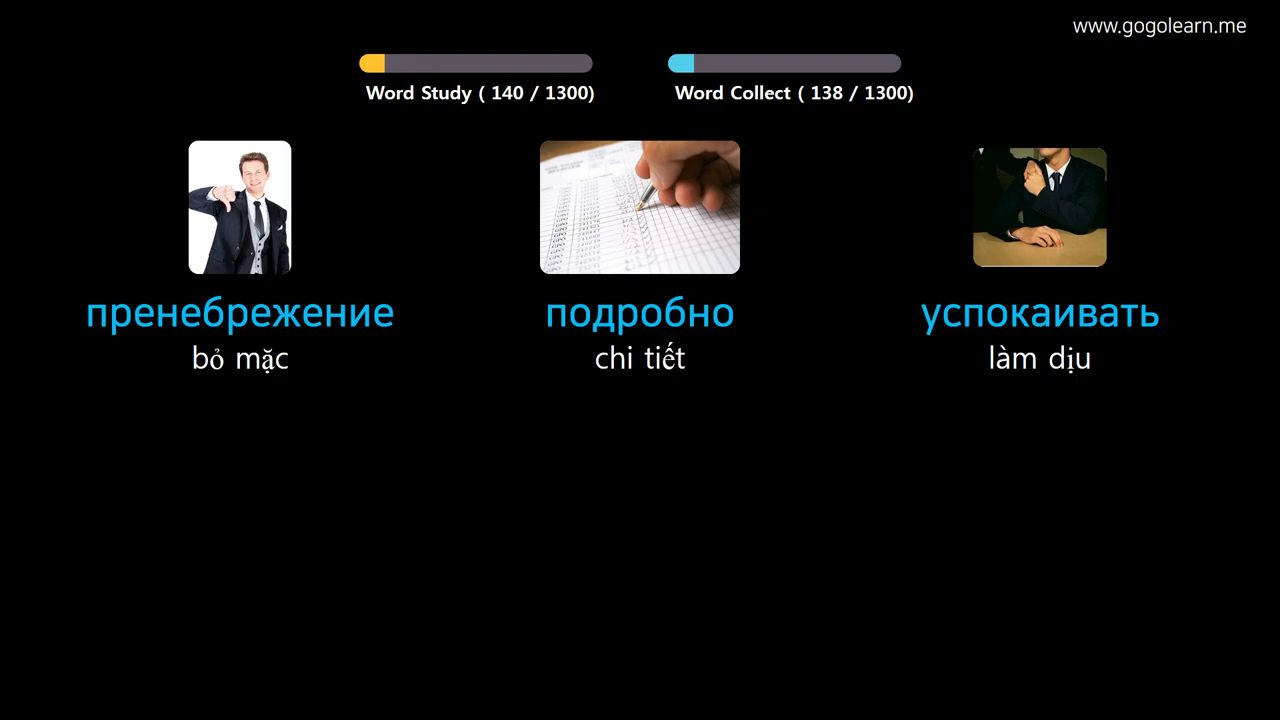 www.gogolearn.me
Word Study ( 140 / 1300)
Word Collect ( 138 / 1300)
пренебрежение
bỏ mặc
подробно
chi tiết
успокаивать
làm dịu